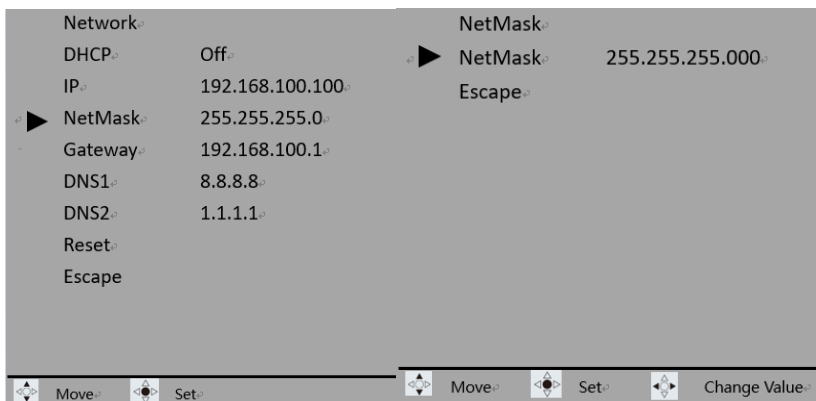 Network
DHCP Off
IP 192.168.100.100
NetMask 255.255.255.0
Gateway 192.168.100.1
DNS1 8.8.8.8
DNS2 1.1.1.1
Reset
Escape
Move Set
NetMask
NetMask 255.255.255.000
Escape
Move Set Change Value